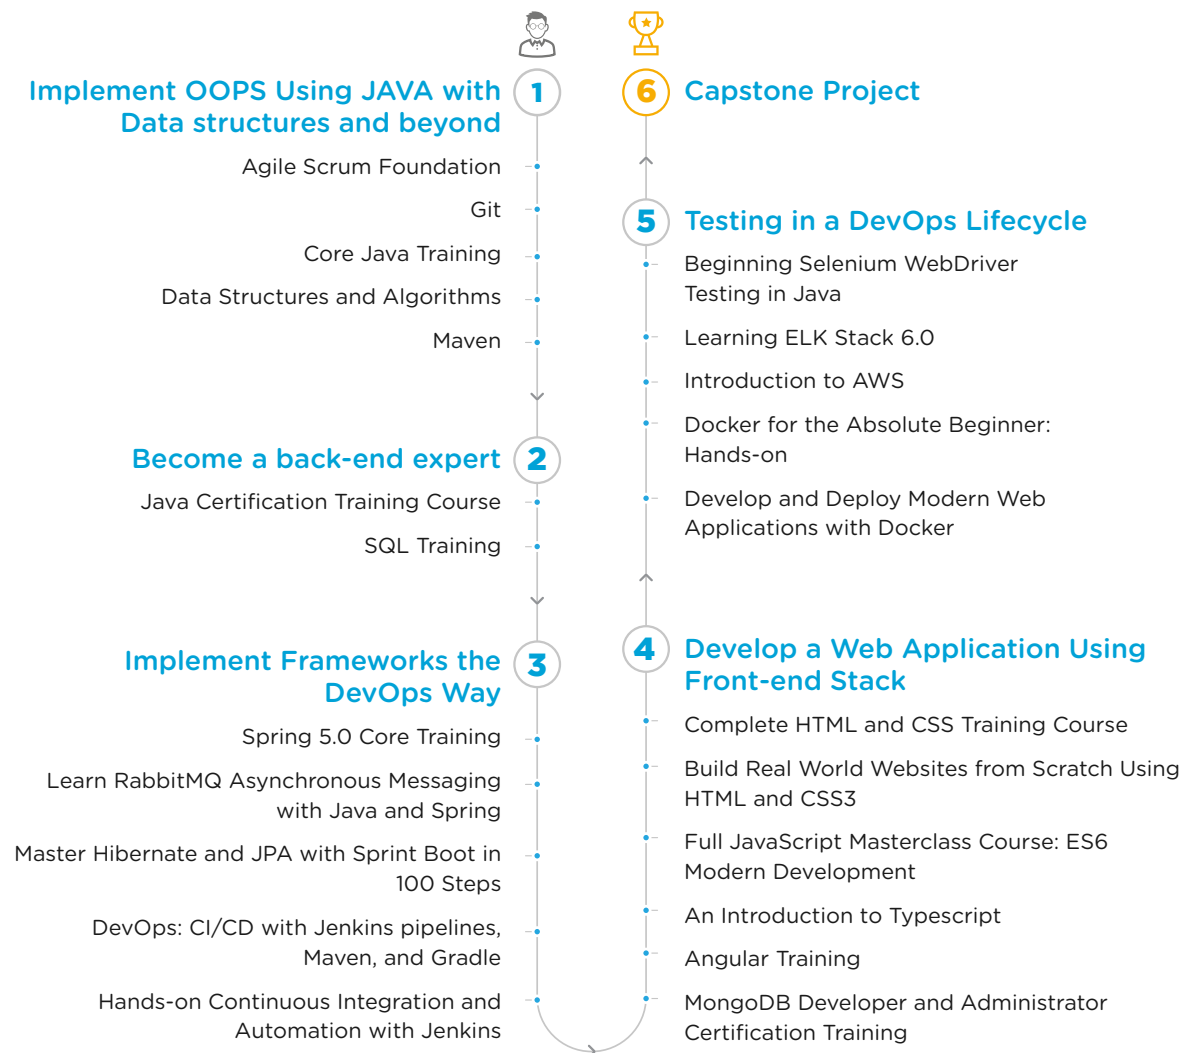 1
Implement OOPS Using JAVA with
Data structures and beyond
Agile Scrum Foundation
Git
Core Java Training
Data Structures and Algorithms
Maven
2
Become a back-end expert
Java Certification Training Course
SQL Training
3
Implement Frameworks the
DevOps Way
Spring 5.0 Core Training
Learn RabbitMQ Asynchronous Messaging
with Java and Spring
Master Hibernate and JPA with Sprint Boot in
100 Steps
DevOps: CI/CD with Jenkins pipelines,
Maven, and Gradle
Hands-on Continuous Integration and
Automation with Jenkins
4
Develop a Web Application Using
Front-end Stack
Complete HTML and CSS Training Course
Build Real World Websites from Scratch Using
HTML and CSS3
Full JavaScript Masterclass Course: ES6
Modern Development
An Introduction to Typescript
Angular Training
MongoDB Developer and Administrator
Certification Training
5
Testing in a DevOps Lifecycle
Beginning Selenium WebDriver
Testing in Java
Learning ELK Stack 6.0
Introduction to AWS
Docker for the Absolute Beginner:
Hands-on
Develop and Deploy Modern Web
Applications with Docker
6
Capstone Project